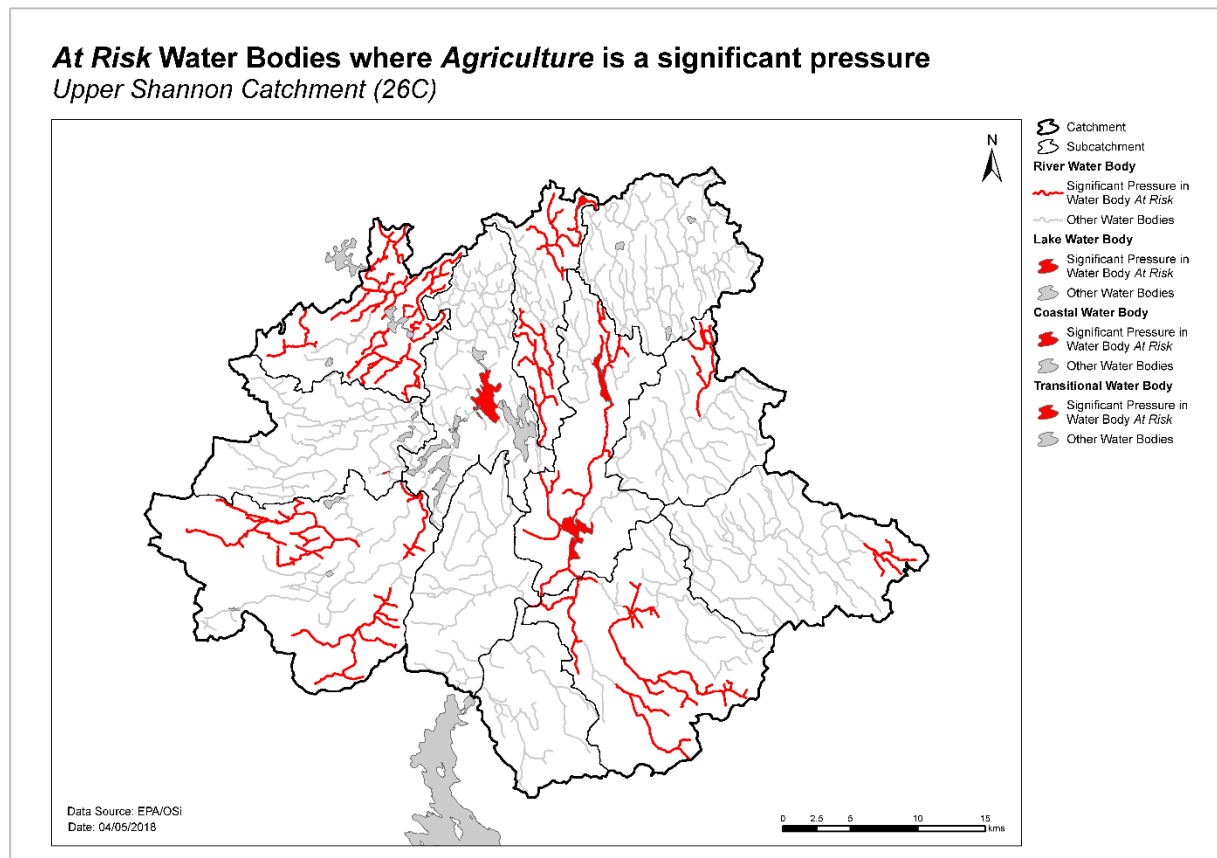 At Risk Water Bodies where Agriculture is a significant pressure
Upper Shannon Catchment (26C)
N
Catchment
Subcatchment
River Water Body
Significant Pressure in
Water Body At Risk
Other Water Bodies
Lake Water Body
Significant Pressure in
Water Body At Risk
Other Water Bodies
Coastal Water Body
Significant Pressure in
Water Body At Risk
Other Water Bodies
Transitional Water Body
Significant Pressure in
Water Body At Risk
Other Water Bodies
Data Source: EPA/OSi
Date: 04/05/2018
0 2.5 5 10 15
kms